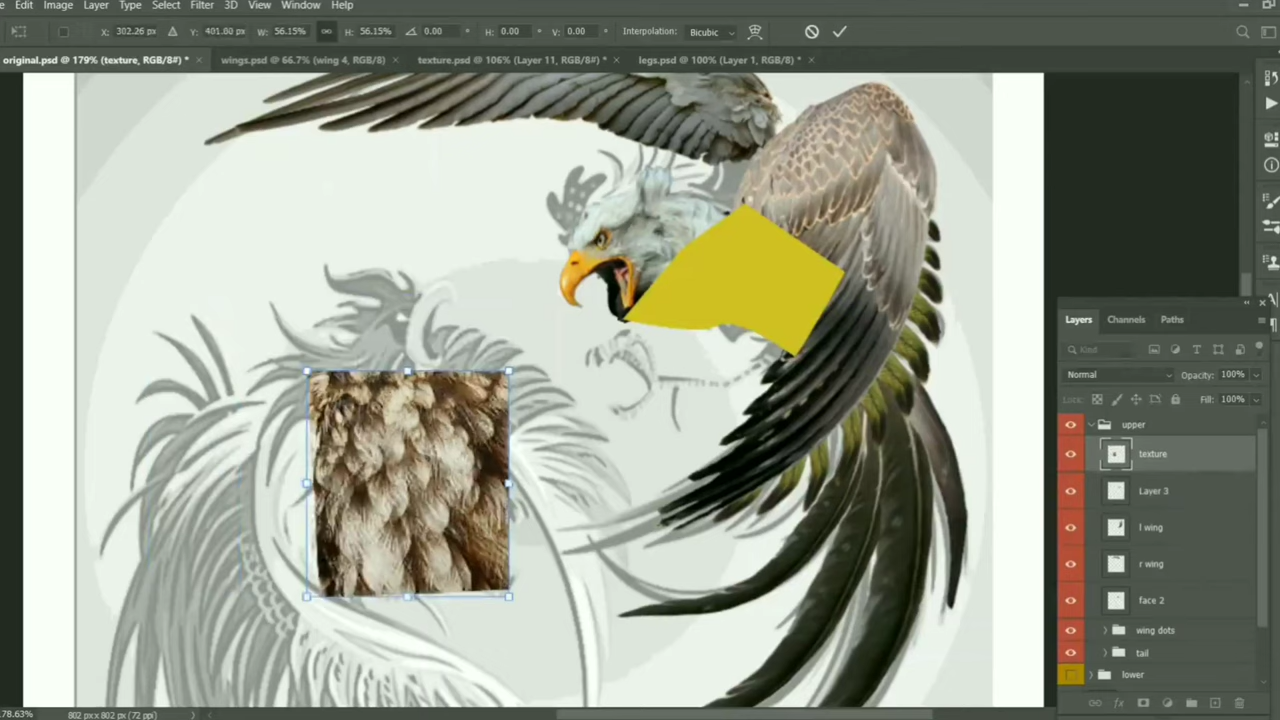 Edit Image Layer Type Select Filter 3D View Window Help
X: 302.26 px Y: 401.00 px W: 56.15% H: 56.15% 0.00 ° H: 0.00 ° V: 0.00 ° Interpolation: Bicubic
original.psd @ 179% (texture, RGB/8#) * × wings.psd @ 66.7% (wing 4, RGB/8) × texture.psd @ 106% (Layer 11, RGB/8#) * × legs.psd @ 100% (Layer 1, RGB/8) * ×
Layers Channels Paths
Kind
Normal Opacity: 100%
Lock: Fill: 100%
upper
texture
Layer 3
l wing
r wing
face 2
wing dots
tail
lower
fx
178.63% 802 px x 802 px (72 ppi)